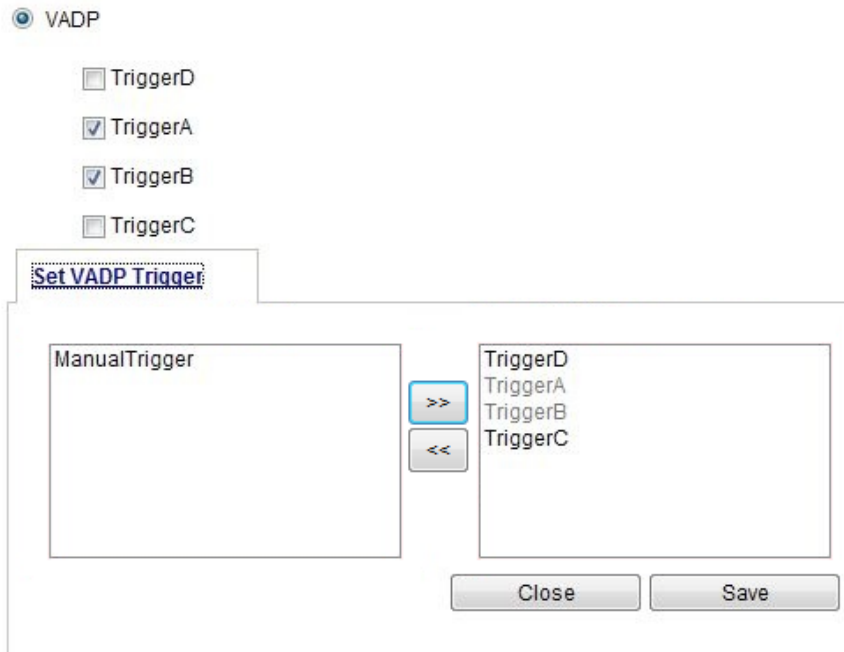 VADP
TriggerD
TriggerA
TriggerB
TriggerC
Set VADP Trigger
ManualTrigger
>>
<<
TriggerD
TriggerA
TriggerB
TriggerC
Close Save